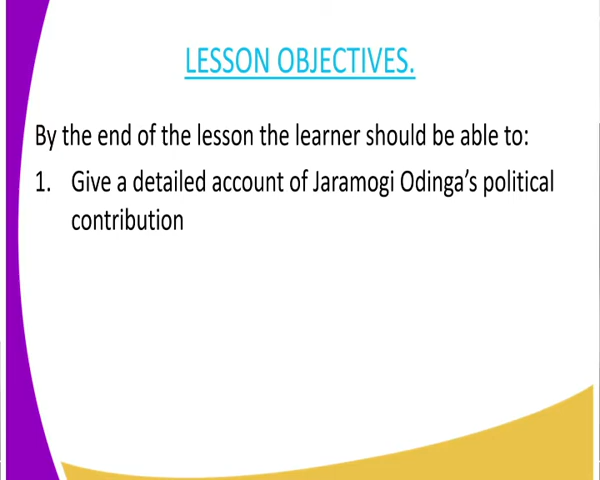 LESSON OBJECTIVES.
By the end of the lesson the learner should be able to:
1. Give a detailed account of Jaramogi Odinga’s political
contribution